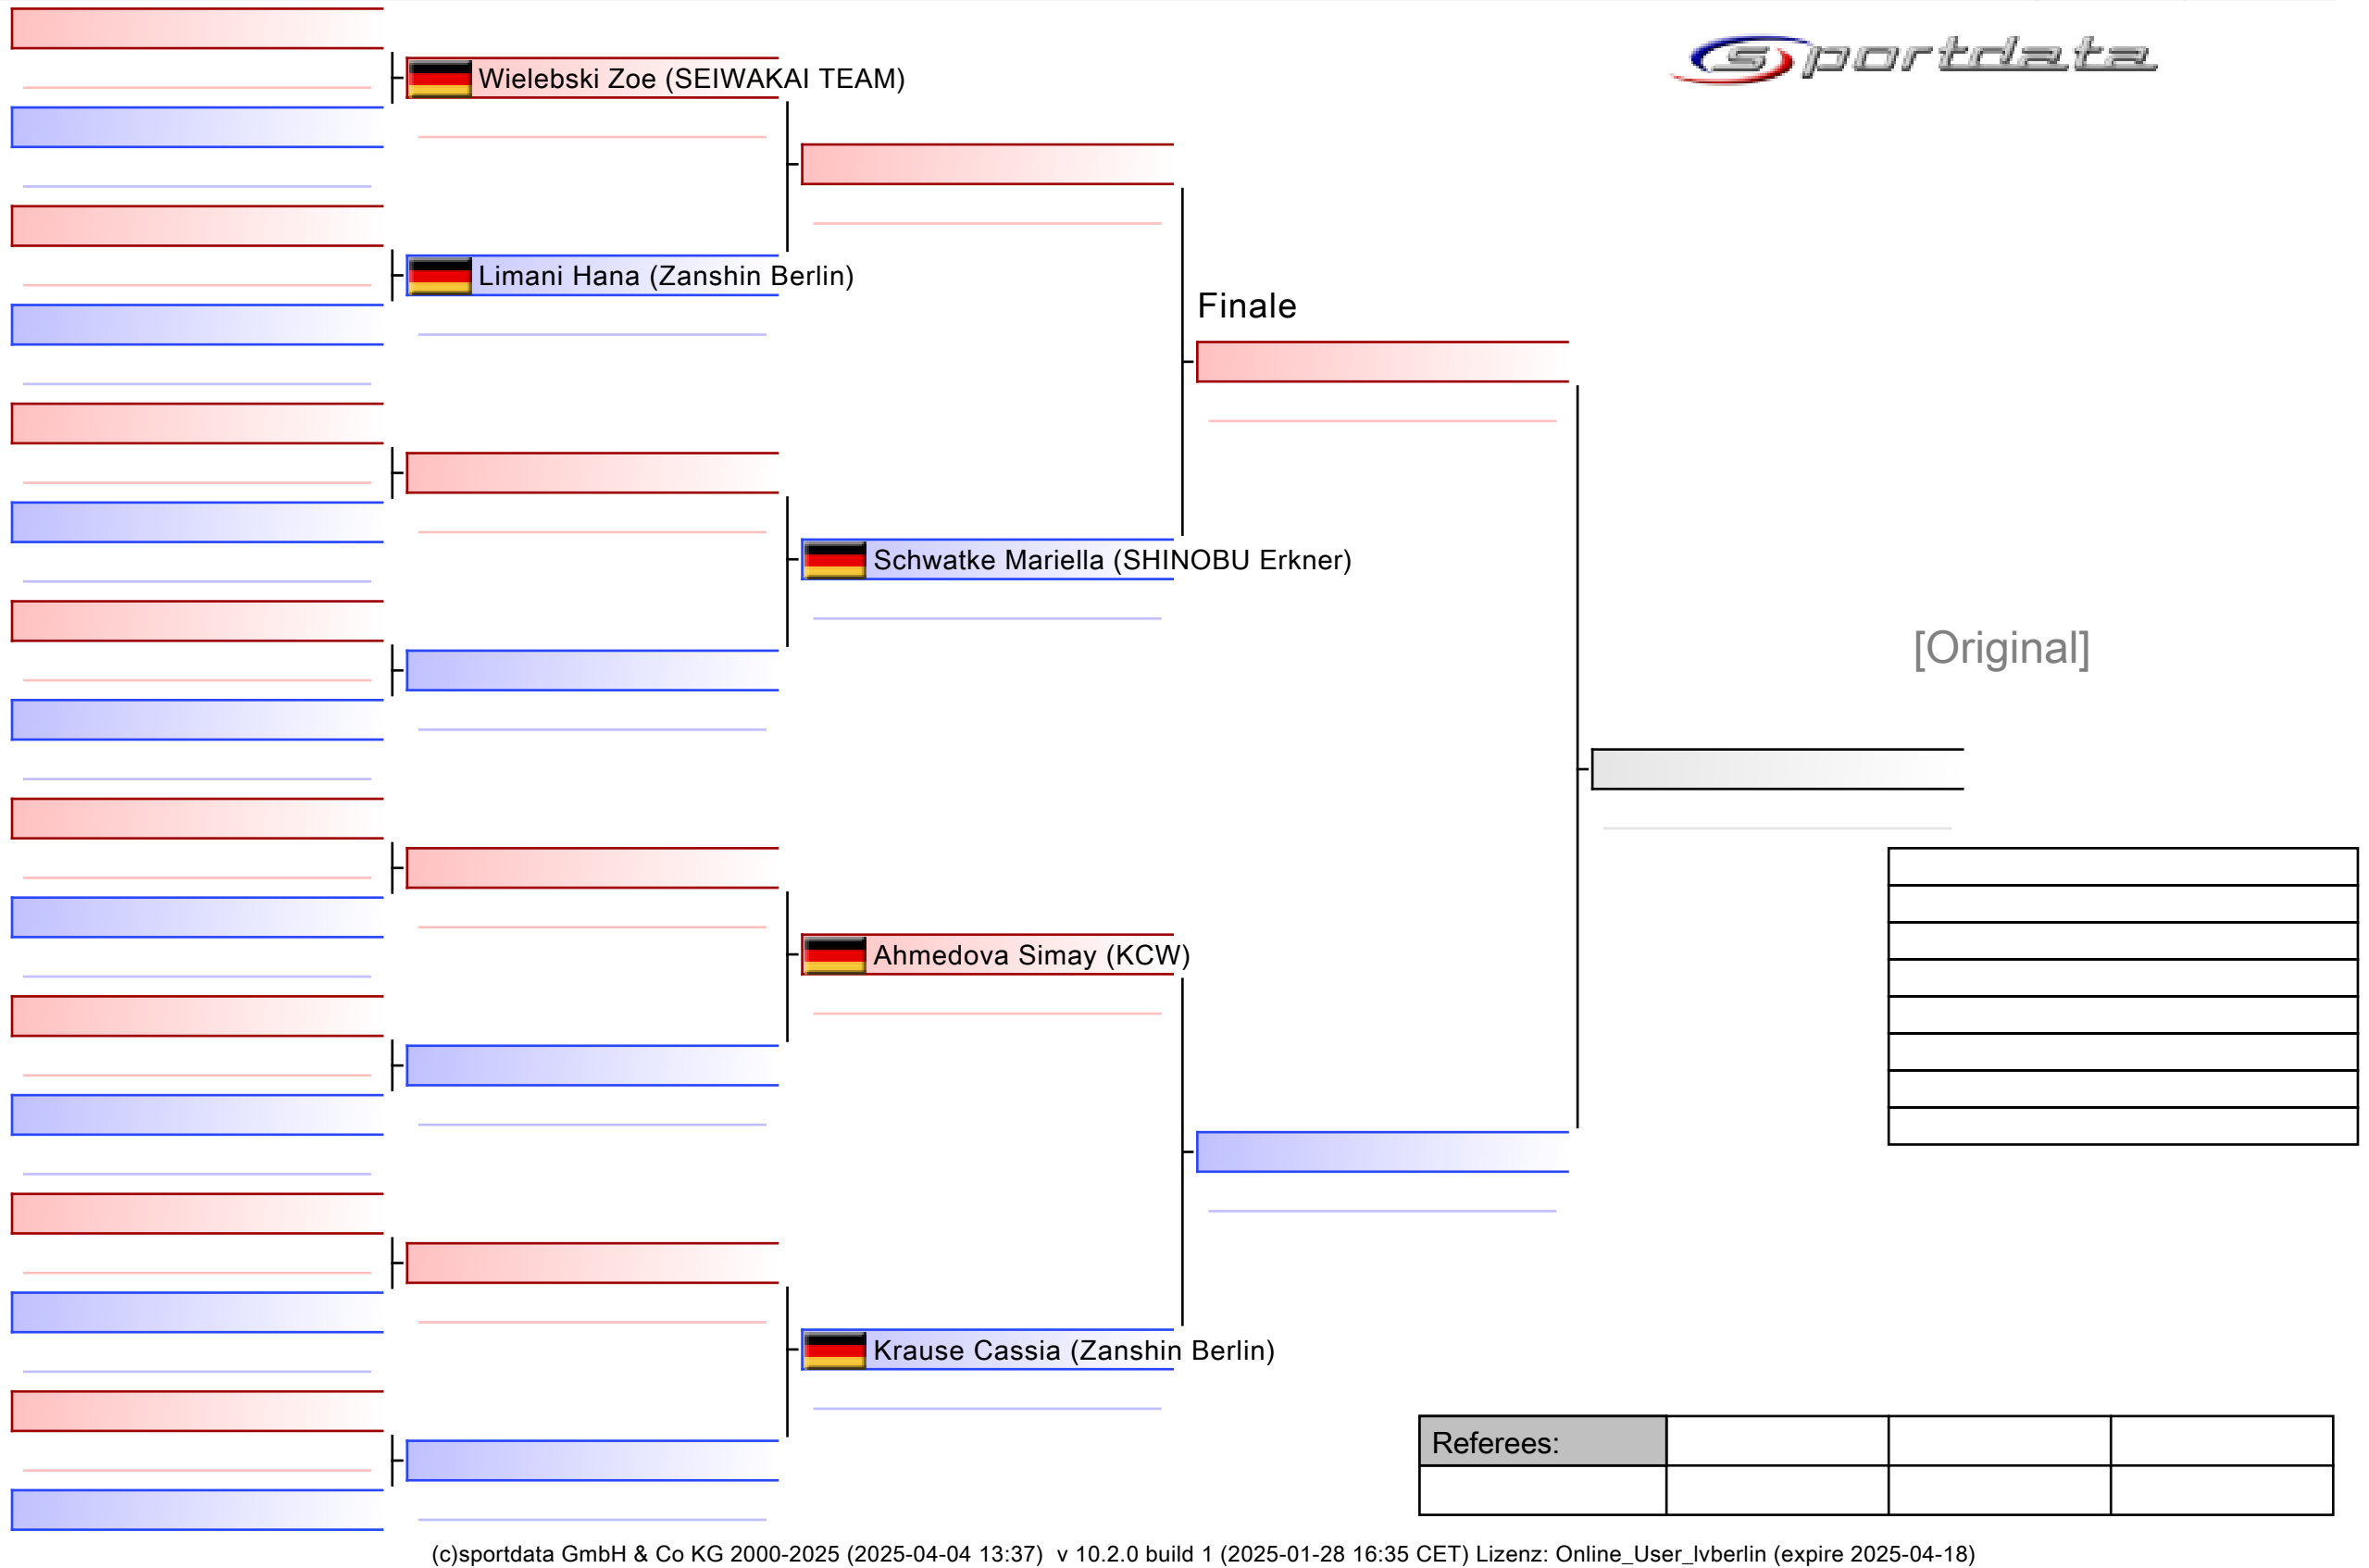 sportdata
Wielebski Zoe (SEIWAKAI TEAM)
Limani Hana (Zanshin Berlin)
Finale
Schwatke Mariella (SHINOBU Erkner)
[Original]
Ahmedova Simay (KCW)
Krause Cassia (Zanshin Berlin)
Referees:
(c)sportdata GmbH & Co KG 2000-2025 (2025-04-04 13:37)  v 10.2.0 build 1 (2025-01-28 16:35 CET) Lizenz: Online_User_lvberlin (expire 2025-04-18)